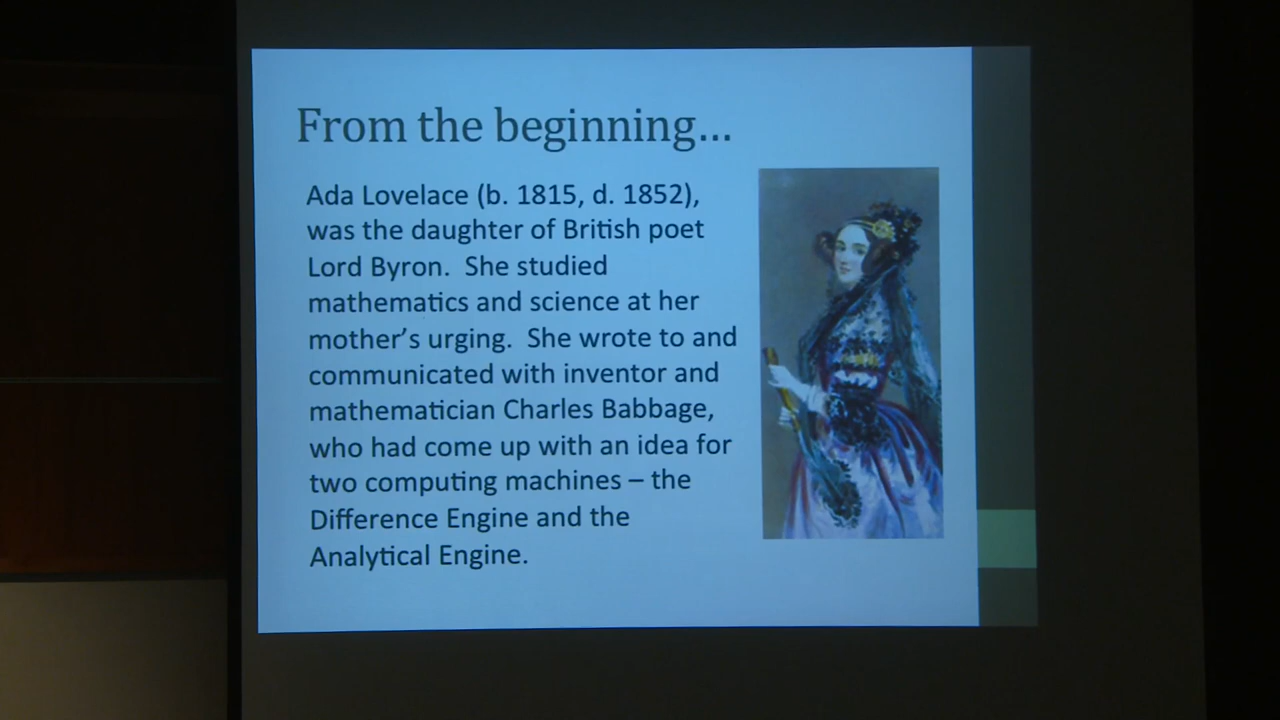 From the beginning...
Ada Lovelace (b. 1815, d. 1852),
was the daughter of British poet
Lord Byron.  She studied
mathematics and science at her
mother's urging.  She wrote to and
communicated with inventor and
mathematician Charles Babbage,
who had come up with an idea for
two computing machines – the
Difference Engine and the
Analytical Engine.